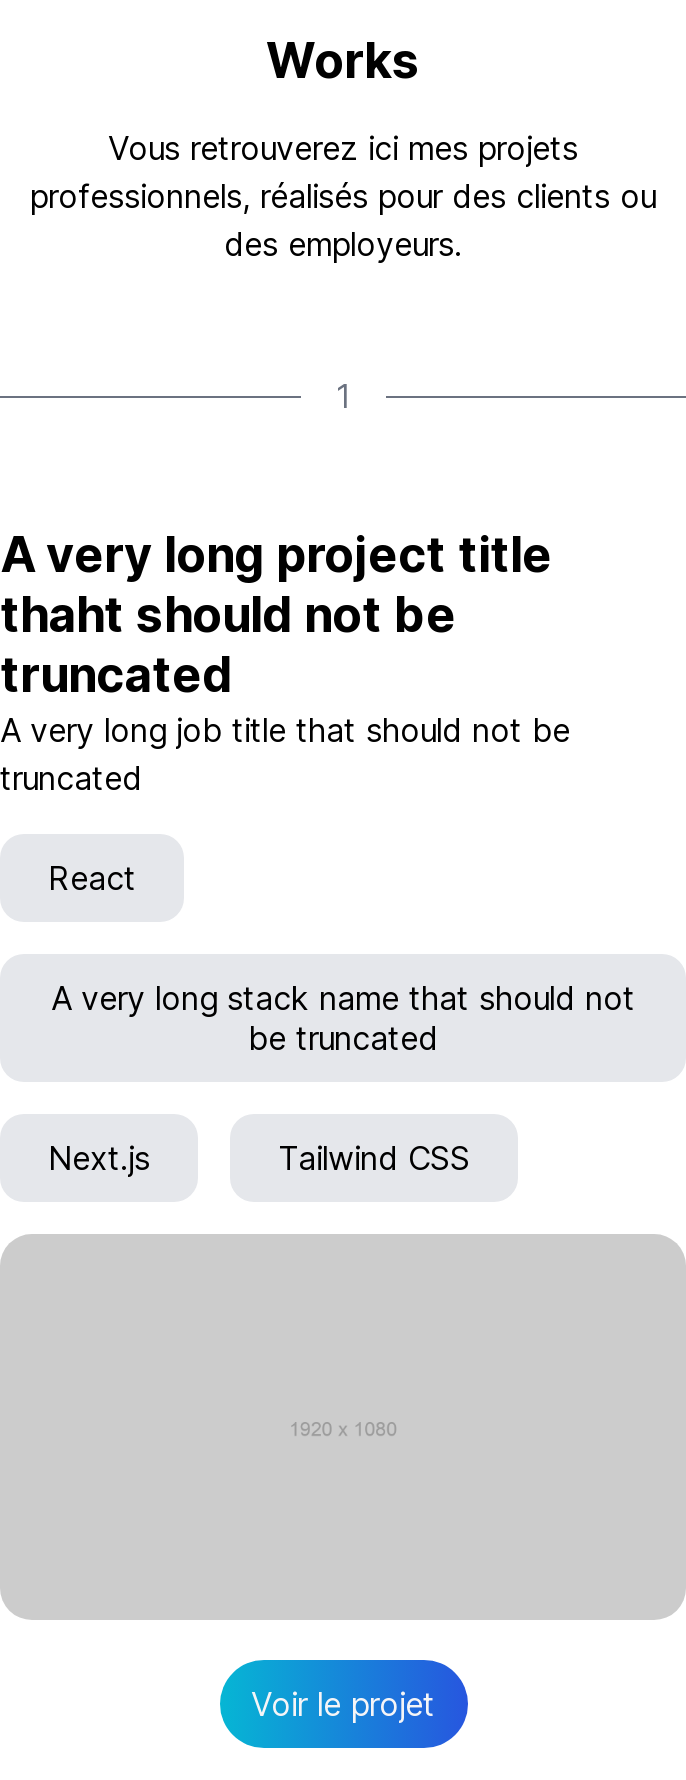 Works
Vous retrouverez ici mes projets
professionnels, réalisés pour des clients ou
des employeurs.
1
A very long project title
thaht should not be
truncated
A very long job title that should not be
truncated
React
A very long stack name that should not
be truncated
Next.js
Tailwind CSS
1920 x 1080
Voir le projet